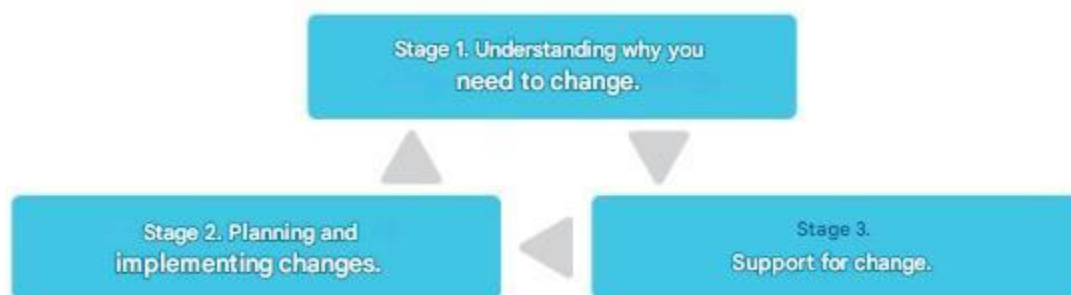 Stage 1. Understanding why you
need to change.
Stage 2. Planning and
implementing changes.
Stage 3.
Support for change.